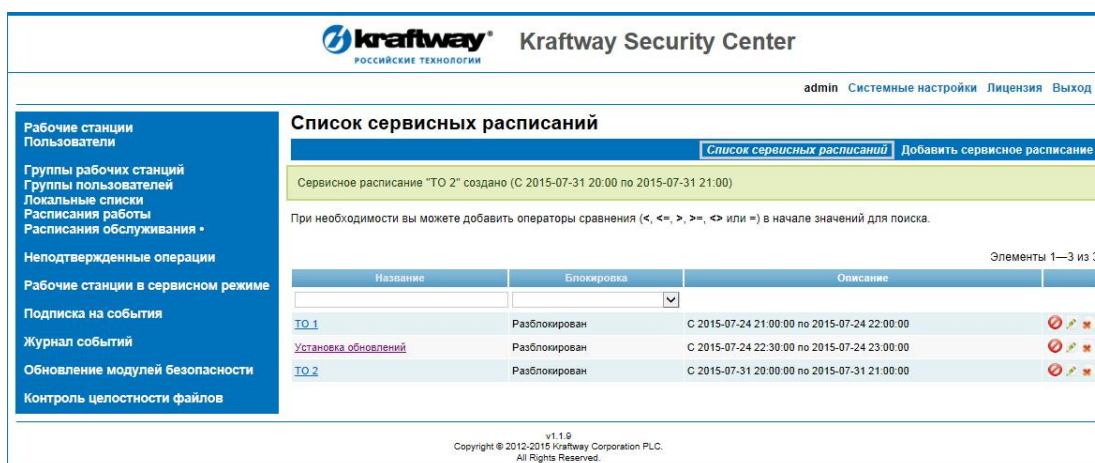 kraftway®
РОССИЙСКИЕ ТЕХНОЛОГИИ
Kraftway Security Center
admin Системные настройки Лицензия Выход
Рабочие станции
Пользователи
Группы рабочих станций
Группы пользователей
Локальные списки
Расписания работы
Расписания обслуживания •
Неподтвержденные операции
Рабочие станции в сервисном режиме
Подписка на события
Журнал событий
Обновление модулей безопасности
Контроль целостности файлов
Список сервисных расписаний
Список сервисных расписаний Добавить сервисное расписание
Сервисное расписание "ТО 2" создано (С 2015-07-31 20:00 по 2015-07-31 21:00)
При необходимости вы можете добавить операторы сравнения (<, <=, >, >=, <> или =) в начале значений для поиска.
Элементы 1—3 из 3
Название Блокировка Описание
ТО 1 Разблокирован С 2015-07-24 21:00:00 по 2015-07-24 22:00:00
Установка обновлений Разблокирован С 2015-07-24 22:30:00 по 2015-07-24 23:00:00
ТО 2 Разблокирован С 2015-07-31 20:00:00 по 2015-07-31 21:00:00
v1.1.9
Copyright © 2012-2015 Kraftway Corporation PLC.
All Rights Reserved.